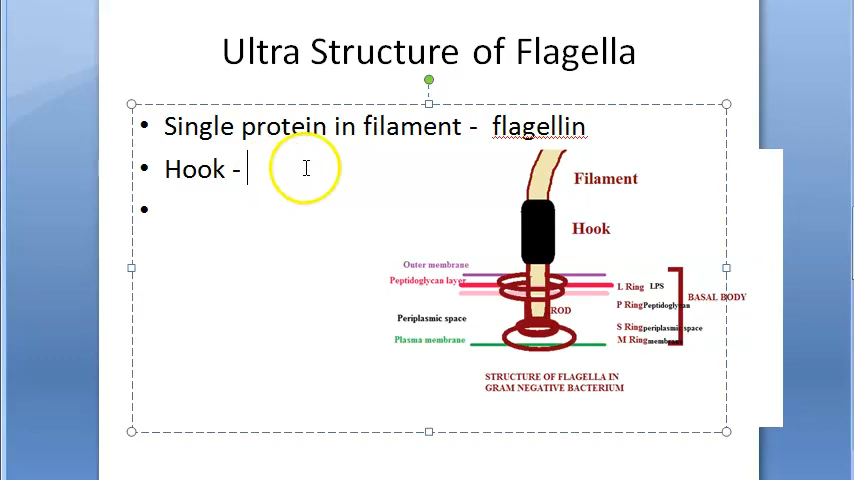 Ultra Structure of Flagella
• Single protein in filament - flagellin
• Hook -
•
Filament
Hook
Outer membrane
Peptidoglycan layer
Periplasmic space
Plasma membrane
ROD
L Ring LPS
P Ring Peptidoglycan
S Ring periplasmic space
M Ring membrane
BASAL BODY
STRUCTURE OF FLAGELLA IN
GRAM NEGATIVE BACTERIUM